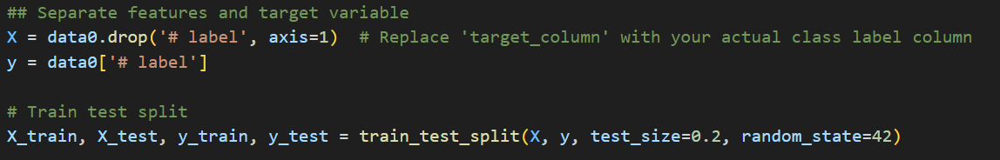 ## Separate features and target variable
X = data0.drop('# label', axis=1)  # Replace 'target_column' with your actual class label column
y = data0['# label']
# Train test split
X_train, X_test, y_train, y_test = train_test_split(X, y, test_size=0.2, random_state=42)